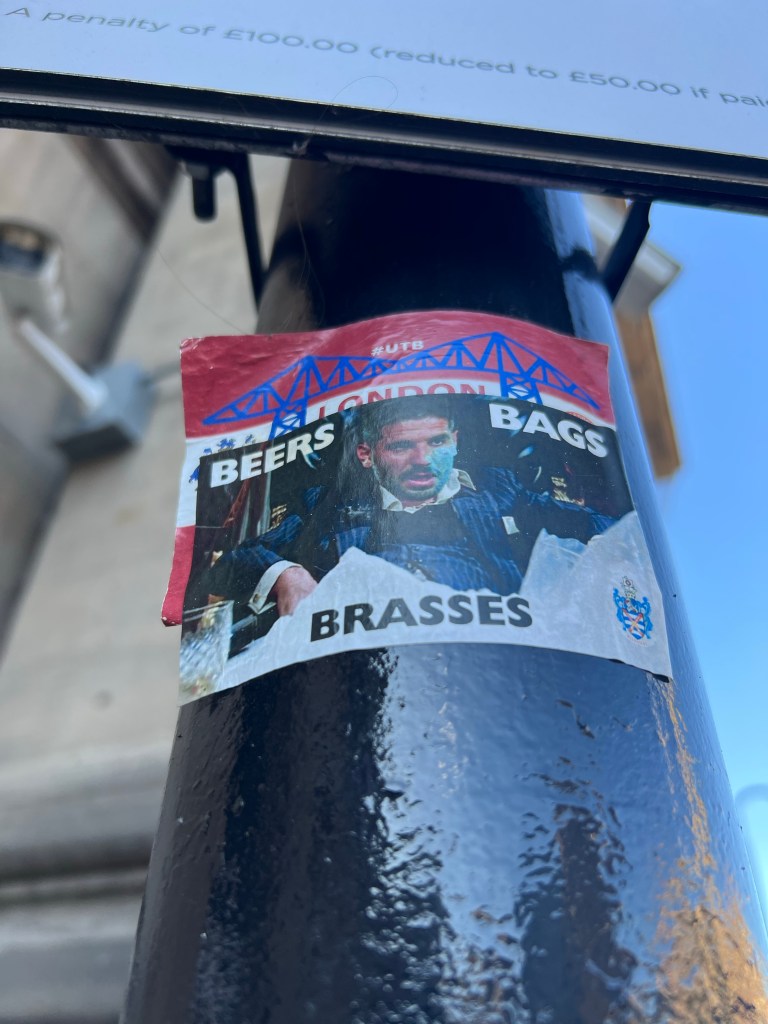 A penalty of £100.00 (reduced to £50.00 if paid
#UTB
LONDON
BEERS
BAGS
BRASSES